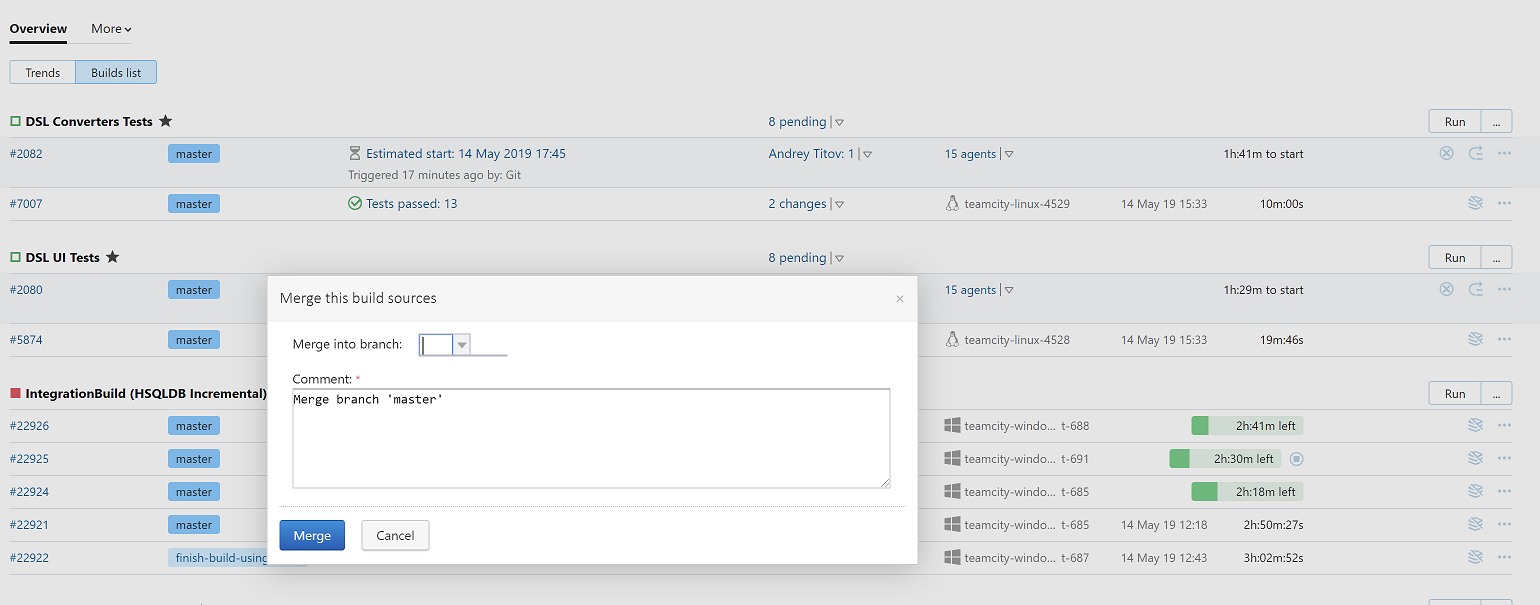 Overview More
Trends Builds list
DSL Converters Tests 8 pending Run ...
#2082 master Estimated start: 14 May 2019 17:45 Andrey Titov: 1 15 agents 1h:41m to start
Triggered 17 minutes ago by: Git
#7007 master Tests passed: 13 2 changes teamcity-linux-4529 14 May 19 15:33 10m:00s
DSL UI Tests 8 pending Run ...
#2080 master 15 agents 1h:29m to start
Merge this build sources ×
#5874 master Merge into branch: teamcity-linux-4528 14 May 19 15:33 19m:46s
Comment: *
IntegrationBuild (HSQLDB Incremental) Run ...
Merge branch 'master'
#22926 master teamcity-windo... t-688 2h:41m left
#22925 master teamcity-windo... t-691 2h:30m left
#22924 master teamcity-windo... t-685 2h:18m left
#22921 master teamcity-windo... t-685 14 May 19 12:18 2h:50m:27s
Merge Cancel
#22922 finish-build-using teamcity-windo... t-687 14 May 19 12:43 3h:02m:52s